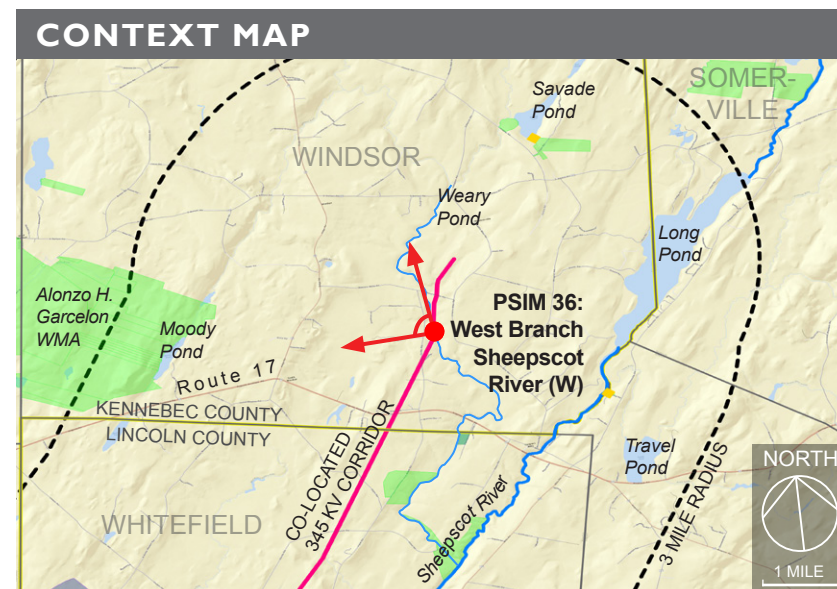 CONTEXT MAP
SOMER-
VILLE
Savade
Pond
WINDSOR
Weary
Pond
Long
Pond
Alonzo H.
Garcelon
WMA
Moody
Pond
PSIM 36:
West Branch
Sheepscot
River (W)
Route 17
KENNEBEC COUNTY
LINCOLN COUNTY
CO-LOCATED
345 KV CORRIDOR
Travel
Pond
WHITEFIELD
Sheepscot River
3 MILE RADIUS
NORTH
1 MILE